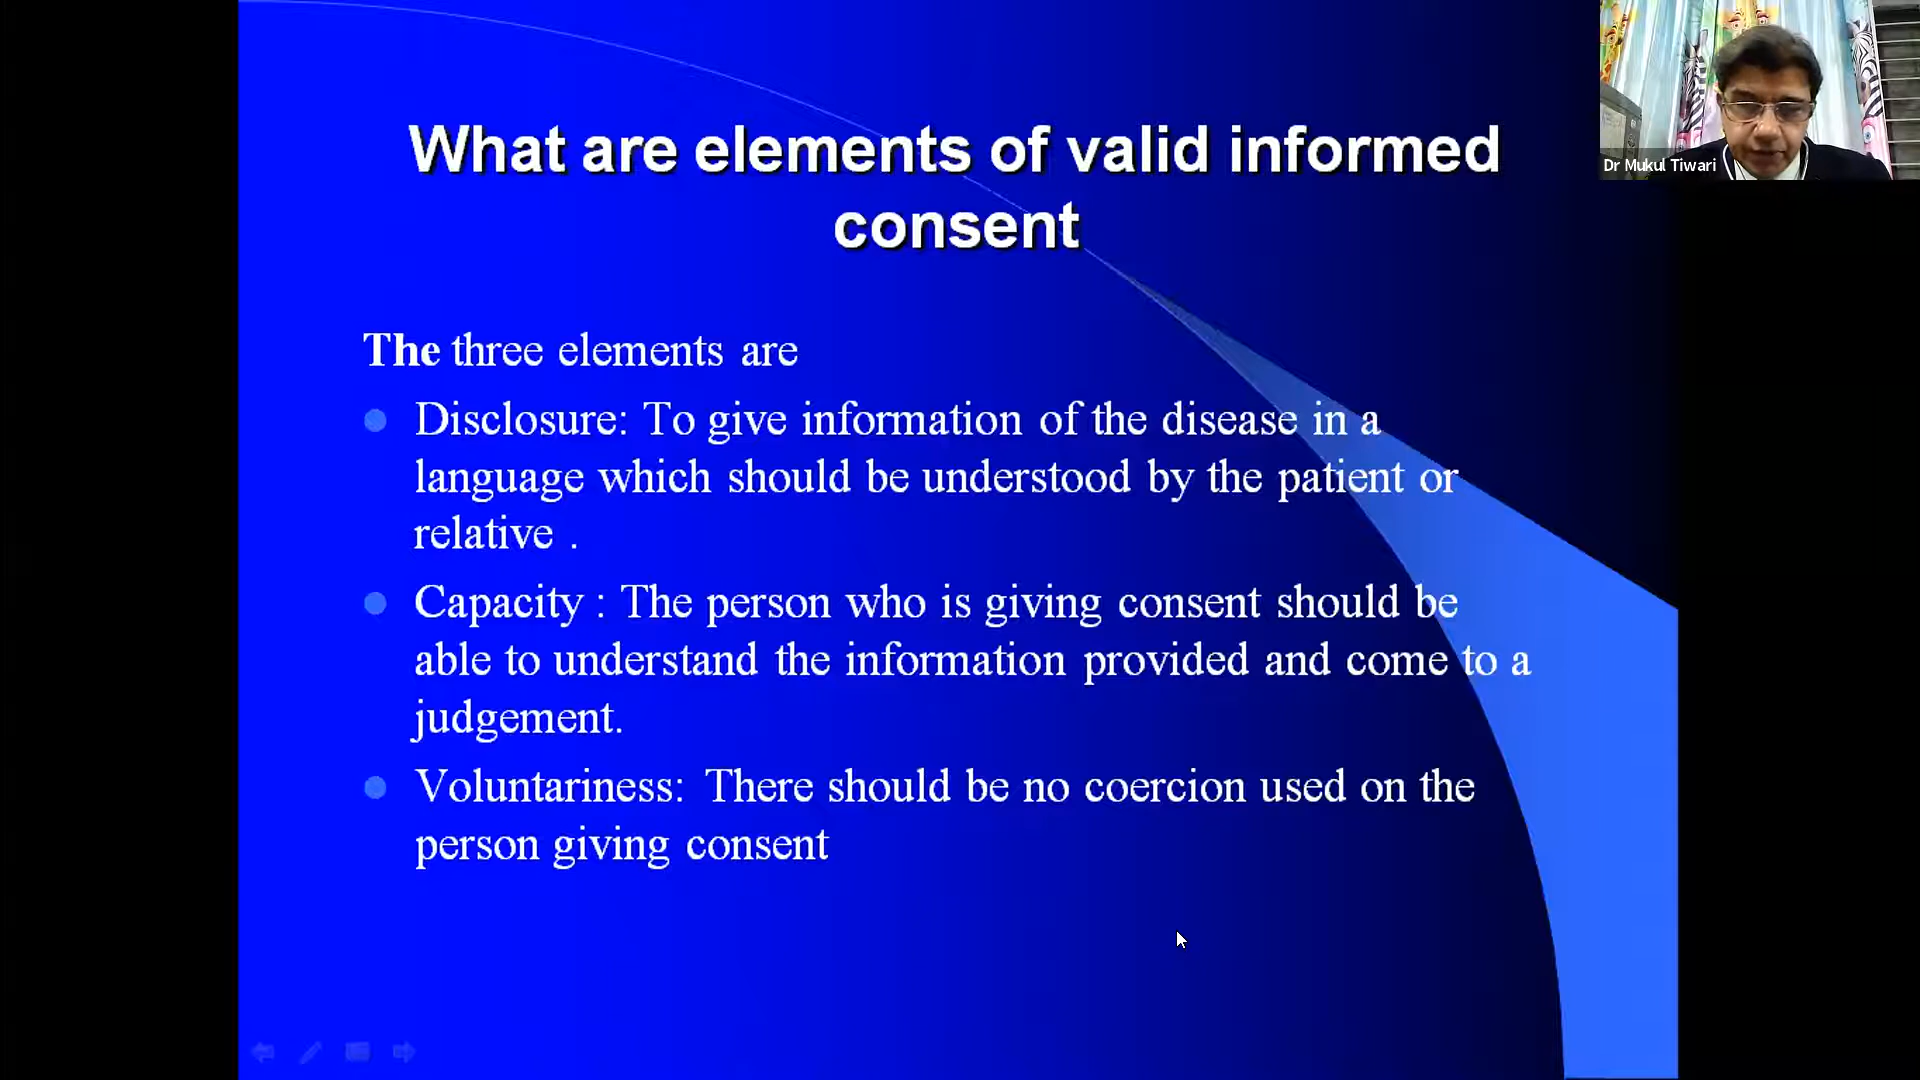 What are elements of valid informed
consent
Dr Mukul Tiwari
The three elements are
Disclosure: To give information of the disease in a
language which should be understood by the patient or
relative .
Capacity : The person who is giving consent should be
able to understand the information provided and come to a
judgement.
Voluntariness: There should be no coercion used on the
person giving consent